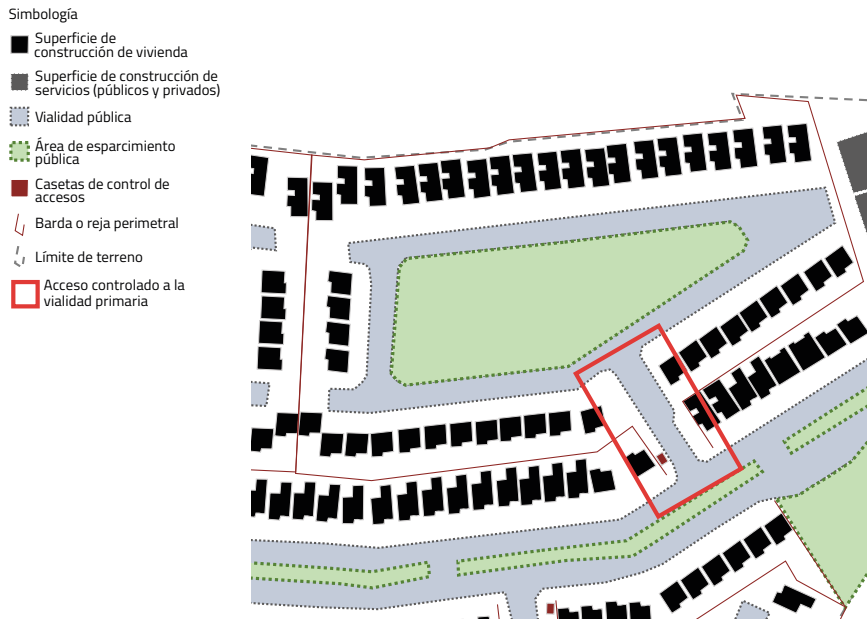 Simbología
Superficie de
construcción de vivienda
Superficie de construcción de
servicios (públicos y privados)
Vialidad pública
Área de esparcimiento
pública
Casetas de control de
accesos
Barda o reja perimetral
Límite de terreno
Acceso controlado a la
vialidad primaria